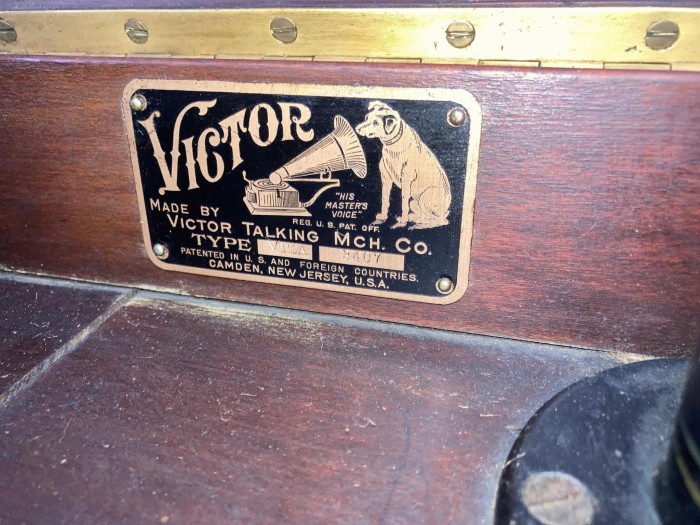 VICTOR
"HIS
MASTER'S
VOICE"
REG. U.S. PAT. OFF.
MADE BY
VICTOR TALKING MCH. CO.
TYPE
PATENTED IN U.S. AND FOREIGN COUNTRIES.
CAMDEN, NEW JERSEY, U.S.A.